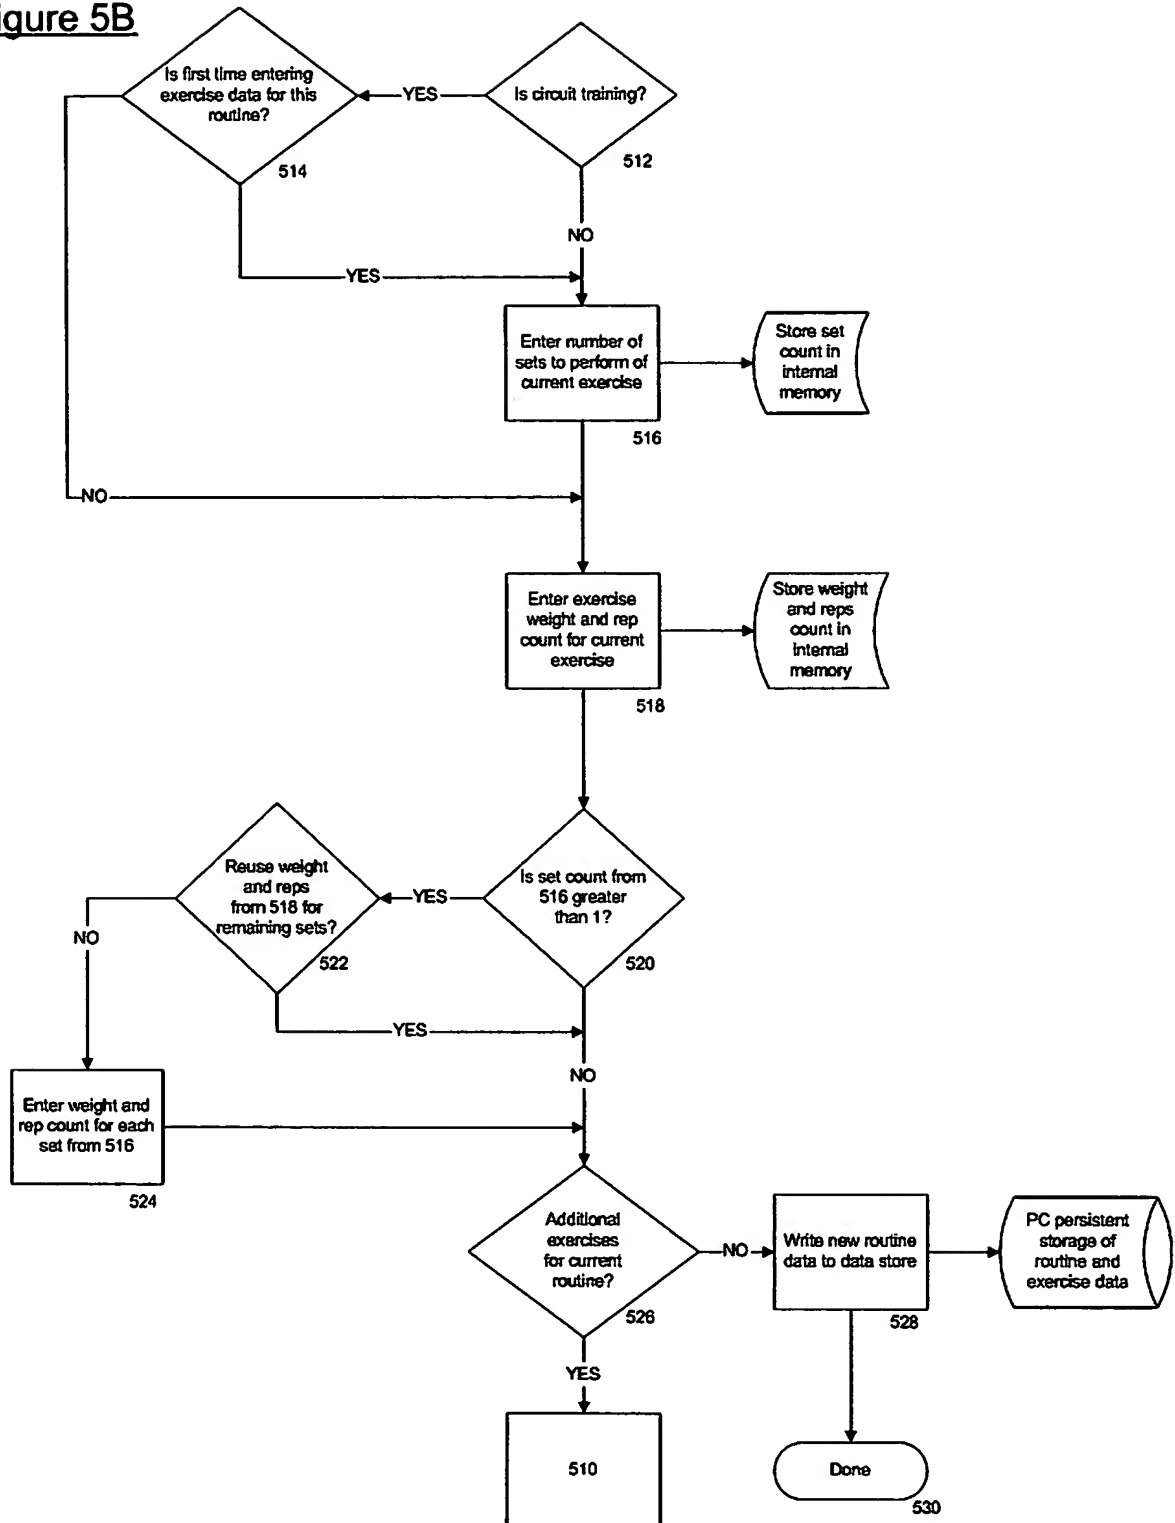 igure 5B
Is first time entering
exercise data for this
routine?
514
YES
Is circuit training?
512
NO
YES
Enter number of
sets to perform of
current exercise
516
Store set
count in
internal
memory
NO
Enter exercise
weight and rep
count for current
exercise
518
Store weight
and reps
count in
internal
memory
Reuse weight
and reps
from 518 for
remaining sets?
522
YES
Is set count from
516 greater
than 1?
520
NO
YES
NO
Enter weight and
rep count for each
set from 516
524
Additional
exercises
for current
routine?
526
NO
Write new routine
data to data store
528
PC persistent
storage of
routine and
exercise data
YES
510
Done
530